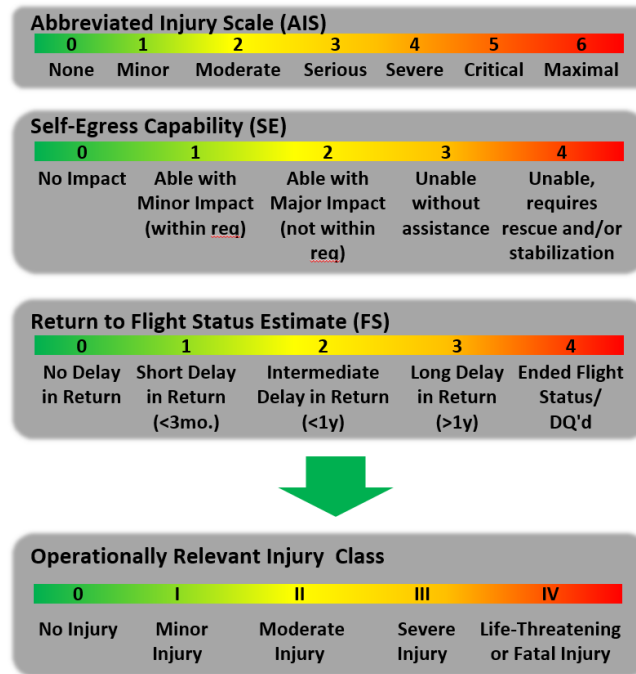 Abbreviated Injury Scale (AIS)
0 1 2 3 4 5 6
None Minor Moderate Serious Severe Critical Maximal
Self-Egress Capability (SE)
0 1 2 3 4
No Impact Able with Able with Unable Unable,
Minor Impact Major Impact without requires
(within req) (not within assistance rescue and/or
req) stabilization
Return to Flight Status Estimate (FS)
0 1 2 3 4
No Delay Short Delay Intermediate Long Delay Ended Flight
in Return in Return Delay in Return in Return Status/
(<3mo.) (<1y) (>1y) DQ'd
Operationally Relevant Injury Class
0 I II III IV
No Injury Minor Moderate Severe Life-Threatening
Injury Injury Injury or Fatal Injury